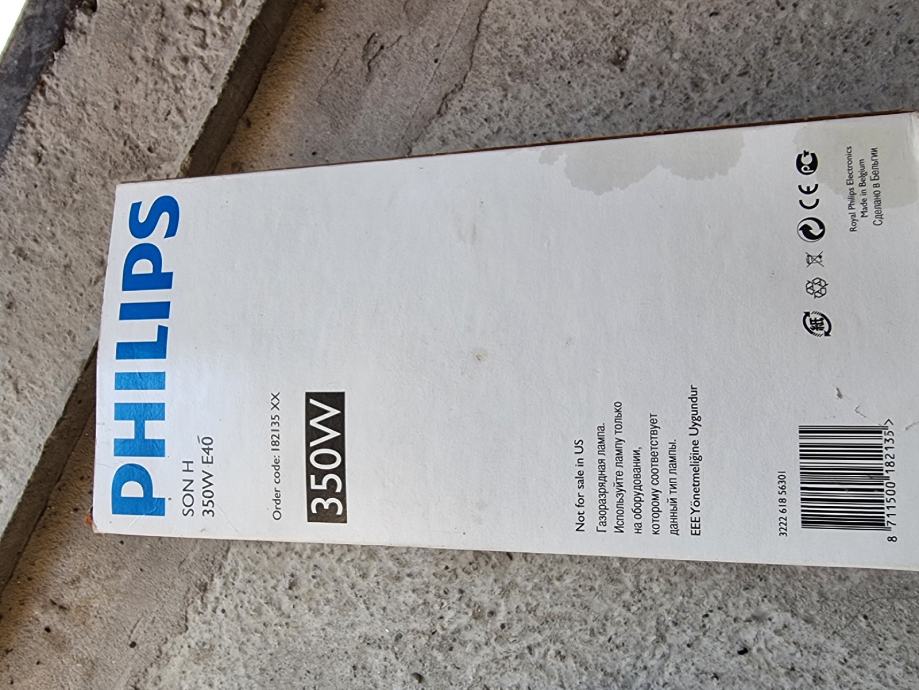 PHILIPS
SON H
350W E40
Order code: 182135 XX
350W
Not for sale in US
Газоразрядная лампа.
Используйте лампу только
на оборудовании,
которому соответствует
данный тип лампы.
EEE Yönetmeliğine Uygundur
3222 618 56301
8 711500 182135 >
紙
CE
Royal Philips Electronics
Made in Belgium
Сделано в Бельгии